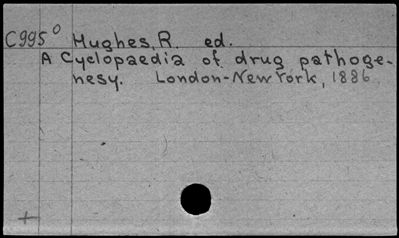 C995° Hughes, R. ed.
A Cyclopaedia of drug pathoge-
nesy. London-New York, 1886.
+